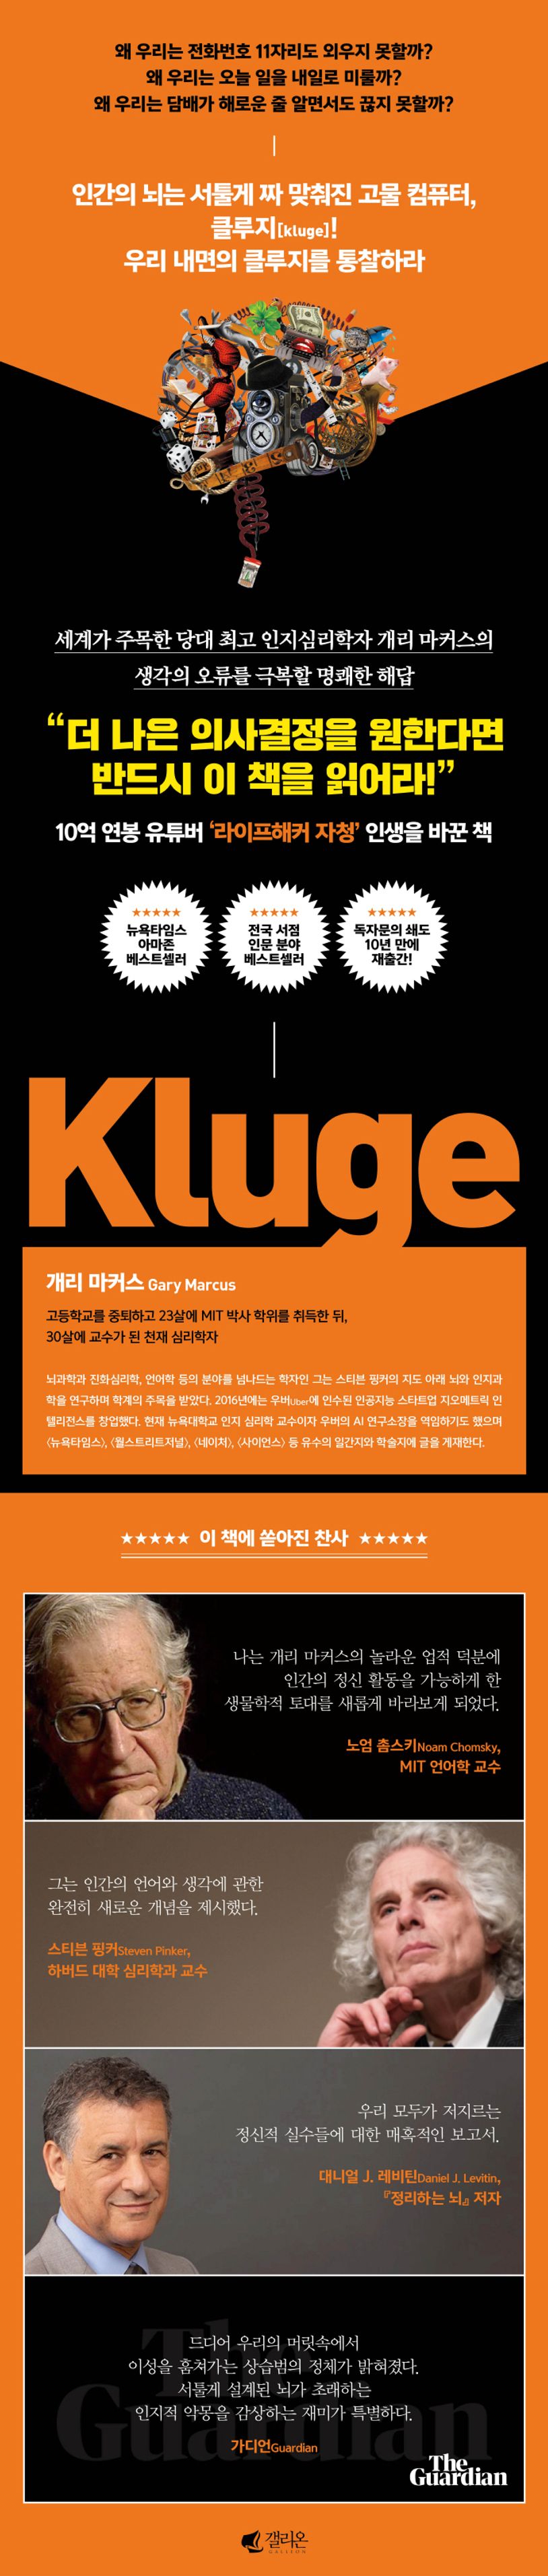 왜 우리는 전화번호 11자리도 외우지 못할까?
왜 우리는 오늘 일을 내일로 미룰까?
왜 우리는 담배가 해로운 줄 알면서도 끊지 못할까?
인간의 뇌는 서툴게 짜 맞춰진 고물 컴퓨터,
클루지[kluge]!
우리 내면의 클루지를 통찰하라
세계가 주목한 당대 최고 인지심리학자 개리 마커스의
생각의 오류를 극복할 명쾌한 해답
“더 나은 의사결정을 원한다면
반드시 이 책을 읽어라!”
10억 연봉 유튜버 ‘라이프해커 자청’ 인생을 바꾼 책
★★★★★
뉴욕타임스
아마존
베스트셀러
★★★★★
전국 서점
인문 분야
베스트셀러
★★★★★
독자문의 쇄도
10년 만에
재출간!
Kluge
개리 마커스 Gary Marcus
고등학교를 중퇴하고 23살에 MIT 박사 학위를 취득한 뒤,
30살에 교수가 된 천재 심리학자
뇌과학과 진화심리학, 언어학 등의 분야를 넘나드는 학자인 그는 스티븐 핑커의 지도 아래 뇌와 인지과
학을 연구하며 학계의 주목을 받았다. 2016년에는 우버Uber에 인수된 인공지능 스타트업 지오메트릭 인
텔리전스를 창업했다. 현재 뉴욕대학교 인지 심리학 교수이자 우버의 AI 연구소장을 역임하기도 했으며
〈뉴욕타임스〉, 〈월스트리트저널〉, 〈네이처〉, 〈사이언스〉 등 유수의 일간지와 학술지에 글을 게재한다.
★★★★★ 이 책에 쏟아진 찬사 ★★★★★
나는 개리 마커스의 놀라운 업적 덕분에
인간의 정신 활동을 가능하게 한
생물학적 토대를 새롭게 바라보게 되었다.
노엄 촘스키Noam Chomsky,
MIT 언어학 교수
그는 인간의 언어와 생각에 관한
완전히 새로운 개념을 제시했다.
스티븐 핑커Steven Pinker,
하버드 대학 심리학과 교수
우리 모두가 저지르는
정신적 실수들에 대한 매혹적인 보고서.
대니얼 J. 레비틴Daniel J. Levitin,
『정리하는 뇌』 저자
The
Guardian
드디어 우리의 머릿속에서
이성을 훔쳐가는 상습범의 정체가 밝혀졌다.
서툴게 설계된 뇌가 초래하는
인지적 악몽을 감상하는 재미가 특별하다.
가디언Guardian
The
Guardian
갤리온
GALLEON